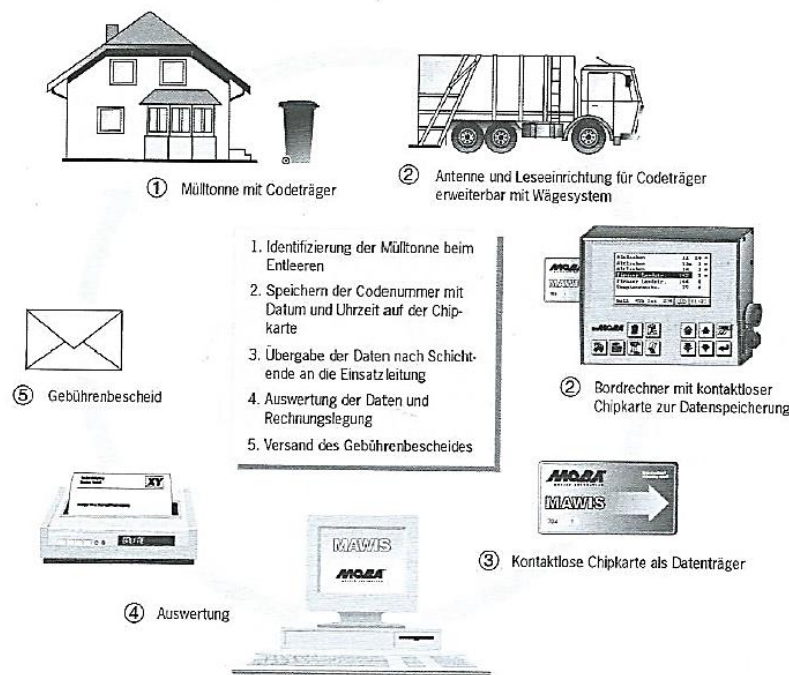 ① Mülltonne mit Codeträger
② Antenne und Leseeinrichtung für Codeträger
erweiterbar mit Wägesystem
1. Identifizierung der Mülltonne beim
Entleeren
2. Speichern der Codenummer mit
Datum und Uhrzeit auf der Chip-
karte
3. Übergabe der Daten nach Schicht-
ende an die Einsatzleitung
4. Auswertung der Daten und
Rechnungslegung
5. Versand des Gebührenbescheides
MOBA
MAWIS
MOBA
② Bordrechner mit kontaktloser
Chipkarte zur Datenspeicherung
⑤ Gebührenbescheid
XY
MOBA
MAWIS
③ Kontaktlose Chipkarte als Datenträger
MAWIS
MOBA
④ Auswertung